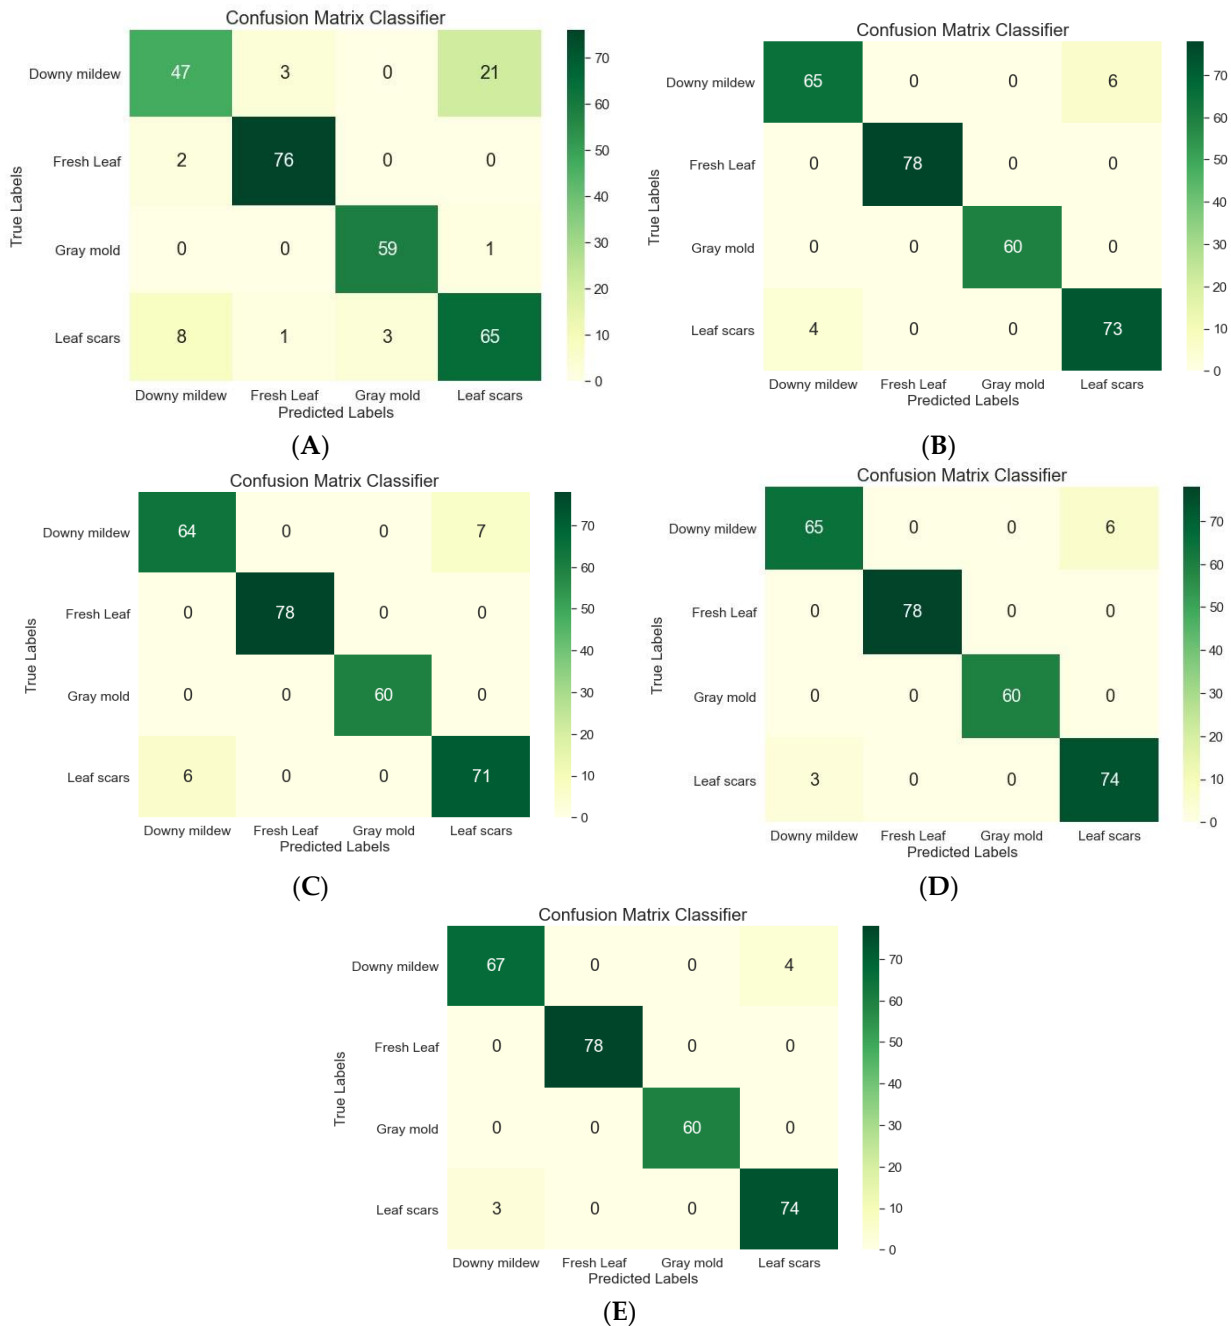 Confusion Matrix Classifier
Downy mildew 47 3 0 21
Fresh Leaf 2 76 0 0
Gray mold 0 0 59 1
Leaf scars 8 1 3 65
Downy mildew Fresh Leaf Gray mold Leaf scars
Predicted Labels
True Labels
70
60
50
40
30
20
10
0
(A)
Confusion Matrix Classifier
Downy mildew 65 0 0 6
Fresh Leaf 0 78 0 0
Gray mold 0 0 60 0
Leaf scars 4 0 0 73
Downy mildew Fresh Leaf Gray mold Leaf scars
Predicted Labels
True Labels
70
60
50
40
30
20
10
0
(B)
Confusion Matrix Classifier
Downy mildew 64 0 0 7
Fresh Leaf 0 78 0 0
Gray mold 0 0 60 0
Leaf scars 6 0 0 71
Downy mildew Fresh Leaf Gray mold Leaf scars
Predicted Labels
True Labels
70
60
50
40
30
20
10
0
(C)
Confusion Matrix Classifier
Downy mildew 65 0 0 6
Fresh Leaf 0 78 0 0
Gray mold 0 0 60 0
Leaf scars 3 0 0 74
Downy mildew Fresh Leaf Gray mold Leaf scars
Predicted Labels
True Labels
70
60
50
40
30
20
10
0
(D)
Confusion Matrix Classifier
Downy mildew 67 0 0 4
Fresh Leaf 0 78 0 0
Gray mold 0 0 60 0
Leaf scars 3 0 0 74
Downy mildew Fresh Leaf Gray mold Leaf scars
Predicted Labels
True Labels
70
60
50
40
30
20
10
0
(E)